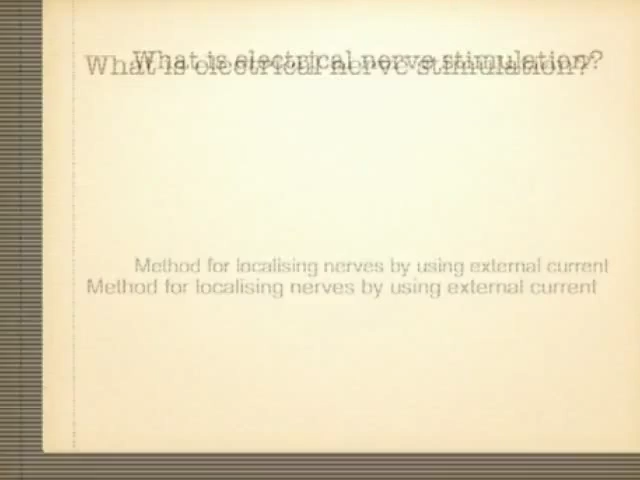 What is electrical nerve stimulation?
What is electrical nerve stimulation?
Method for localising nerves by using external current
Method for localising nerves by using external current